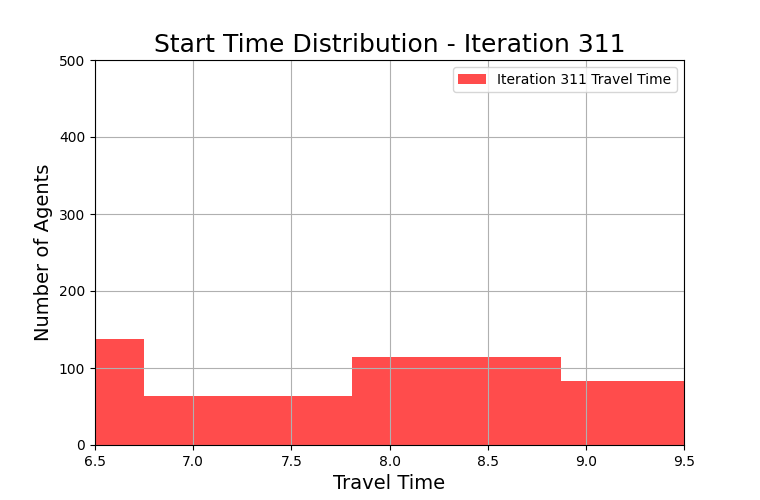 Start Time Distribution - Iteration 311
Iteration 311 Travel Time
Number of Agents
500
400
300
200
100
0
6.5 7.0 7.5 8.0 8.5 9.0 9.5
Travel Time